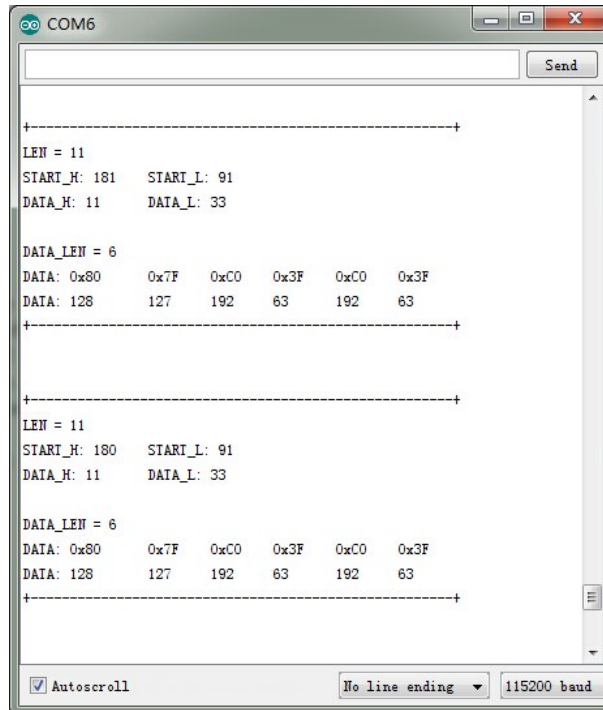 COM6
Send
+------------------------------------------------------+
LEN = 11
START_H: 181 START_L: 91
DATA_H: 11 DATA_L: 33
DATA_LEN = 6
DATA: 0x80 0x7F 0xC0 0x3F 0xC0 0x3F
DATA: 128 127 192 63 192 63
+------------------------------------------------------+
+------------------------------------------------------+
LEN = 11
START_H: 180 START_L: 91
DATA_H: 11 DATA_L: 33
DATA_LEN = 6
DATA: 0x80 0x7F 0xC0 0x3F 0xC0 0x3F
DATA: 128 127 192 63 192 63
+------------------------------------------------------+
Autoscroll No line ending 115200 baud